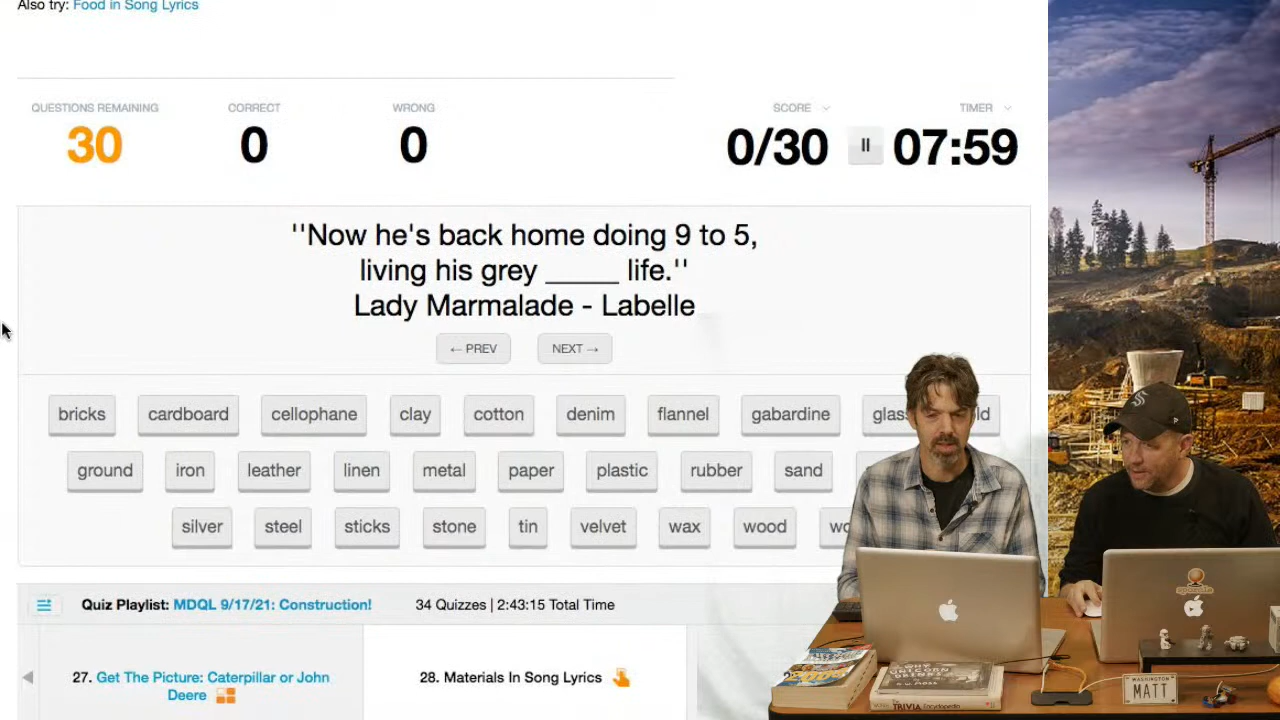 Also try: Food in Song Lyrics
QUESTIONS REMAINING CORRECT WRONG SCORE TIMER
30 0 0 0/30 07:59
''Now he's back home doing 9 to 5,
living his grey _____ life.''
Lady Marmalade - Labelle
← PREV NEXT →
bricks cardboard cellophane clay cotton denim flannel gabardine
ground iron leather linen metal paper plastic rubber sand
silver steel sticks stone tin velvet wax wood
Quiz Playlist: MDQL 9/17/21: Construction! 34 Quizzes | 2:43:15 Total Time
27. Get The Picture: Caterpillar or John
Deere
28. Materials In Song Lyrics
WASHINGTON
MATT
TRIVIA Encyclopedia